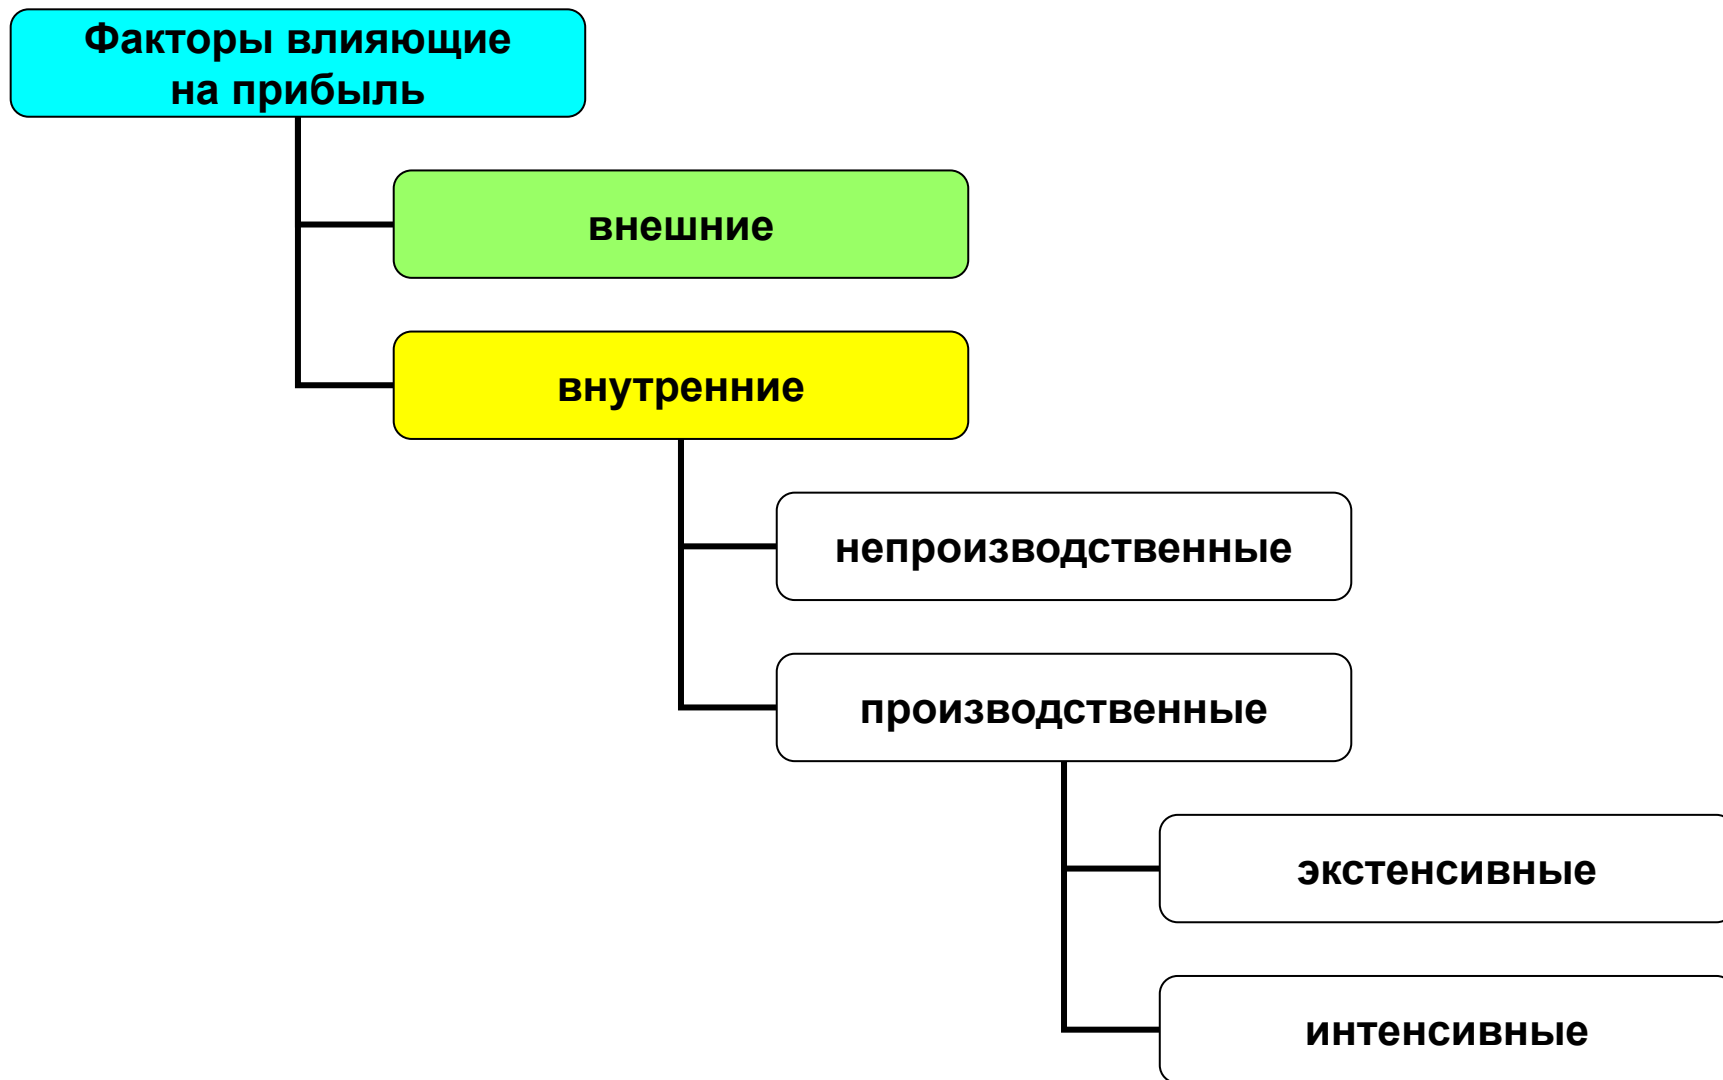 Факторы влияющие
на прибыль
внешние
внутренние
непроизводственные
производственные
экстенсивные
интенсивные